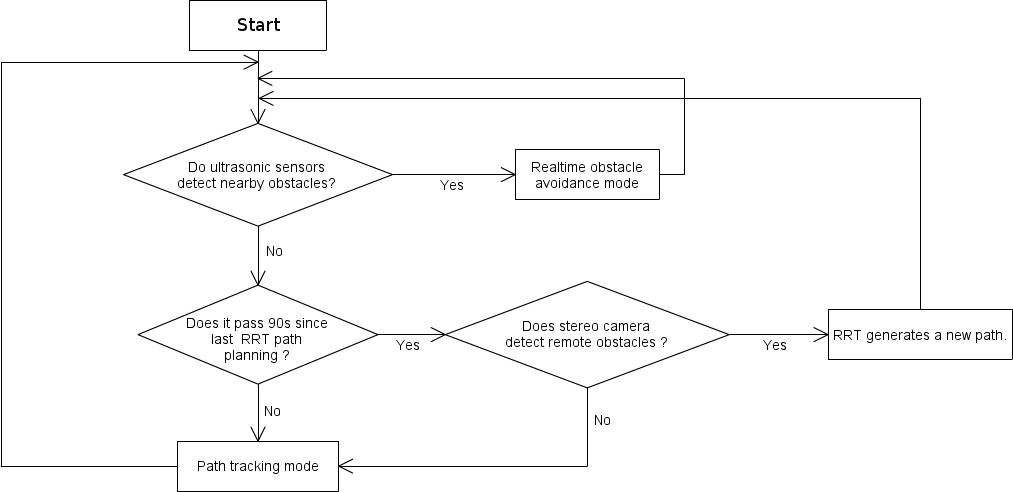 Start
Do ultrasonic sensors
detect nearby obstacles?
Yes
Realtime obstacle
avoidance mode
No
Does it pass 90s since
last RRT path
planning ?
Yes
Does stereo camera
detect remote obstacles ?
Yes
RRT generates a new path.
No
No
Path tracking mode